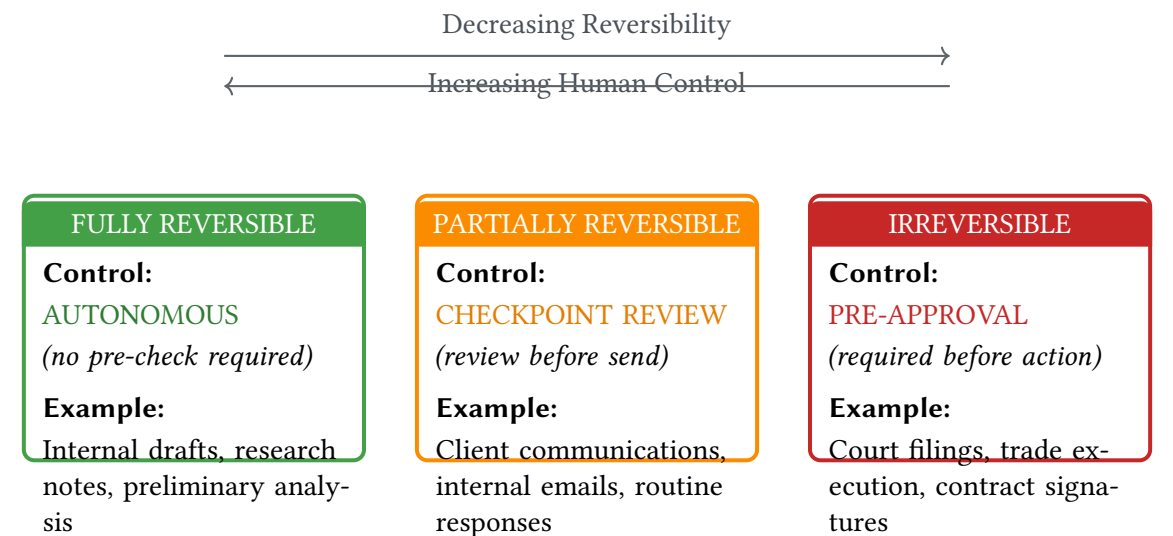 Decreasing Reversibility
Increasing Human Control
FULLY REVERSIBLE
Control:
AUTONOMOUS
(no pre-check required)
Example:
Internal drafts, research
notes, preliminary analy-
sis
PARTIALLY REVERSIBLE
Control:
CHECKPOINT REVIEW
(review before send)
Example:
Client communications,
internal emails, routine
responses
IRREVERSIBLE
Control:
PRE-APPROVAL
(required before action)
Example:
Court filings, trade ex-
ecution, contract signa-
tures